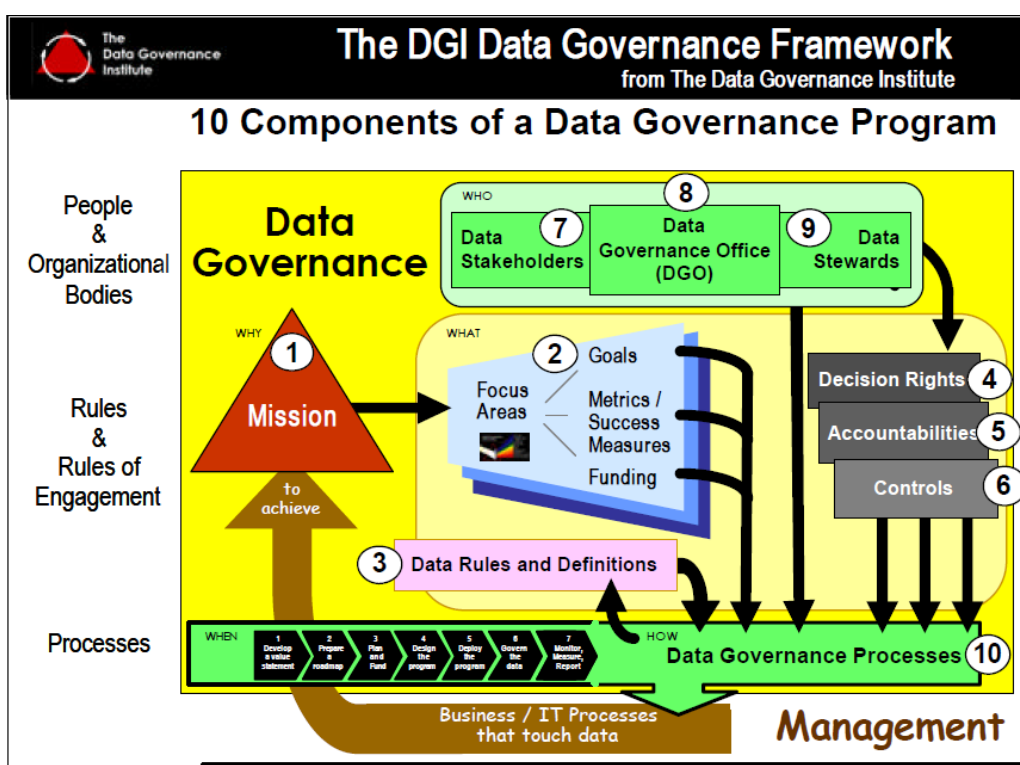 The
Data Governance
Institute
The DGI Data Governance Framework
from The Data Governance Institute
10 Components of a Data Governance Program
People
&
Organizational
Bodies
Rules
&
Rules of
Engagement
Processes
Data
Governance
WHO
7
Data
Stakeholders
8
Data
Governance Office
(DGO)
9
Data
Stewards
WHY
1
Mission
WHAT
2
Goals
Focus
Areas
Metrics /
Success
Measures
Funding
Decision Rights
4
Accountabilities
5
Controls
6
to
achieve
3
Data Rules and Definitions
WHEN
1
Develop
a value
statement
2
Prepare
a
roadmap
3
Plan
and
Fund
4
Design
the
program
5
Deploy
the
program
6
Govern
the
data
7
Monitor,
Measure,
Report
HOW
Data Governance Processes
10
Business / IT Processes
that touch data
Management